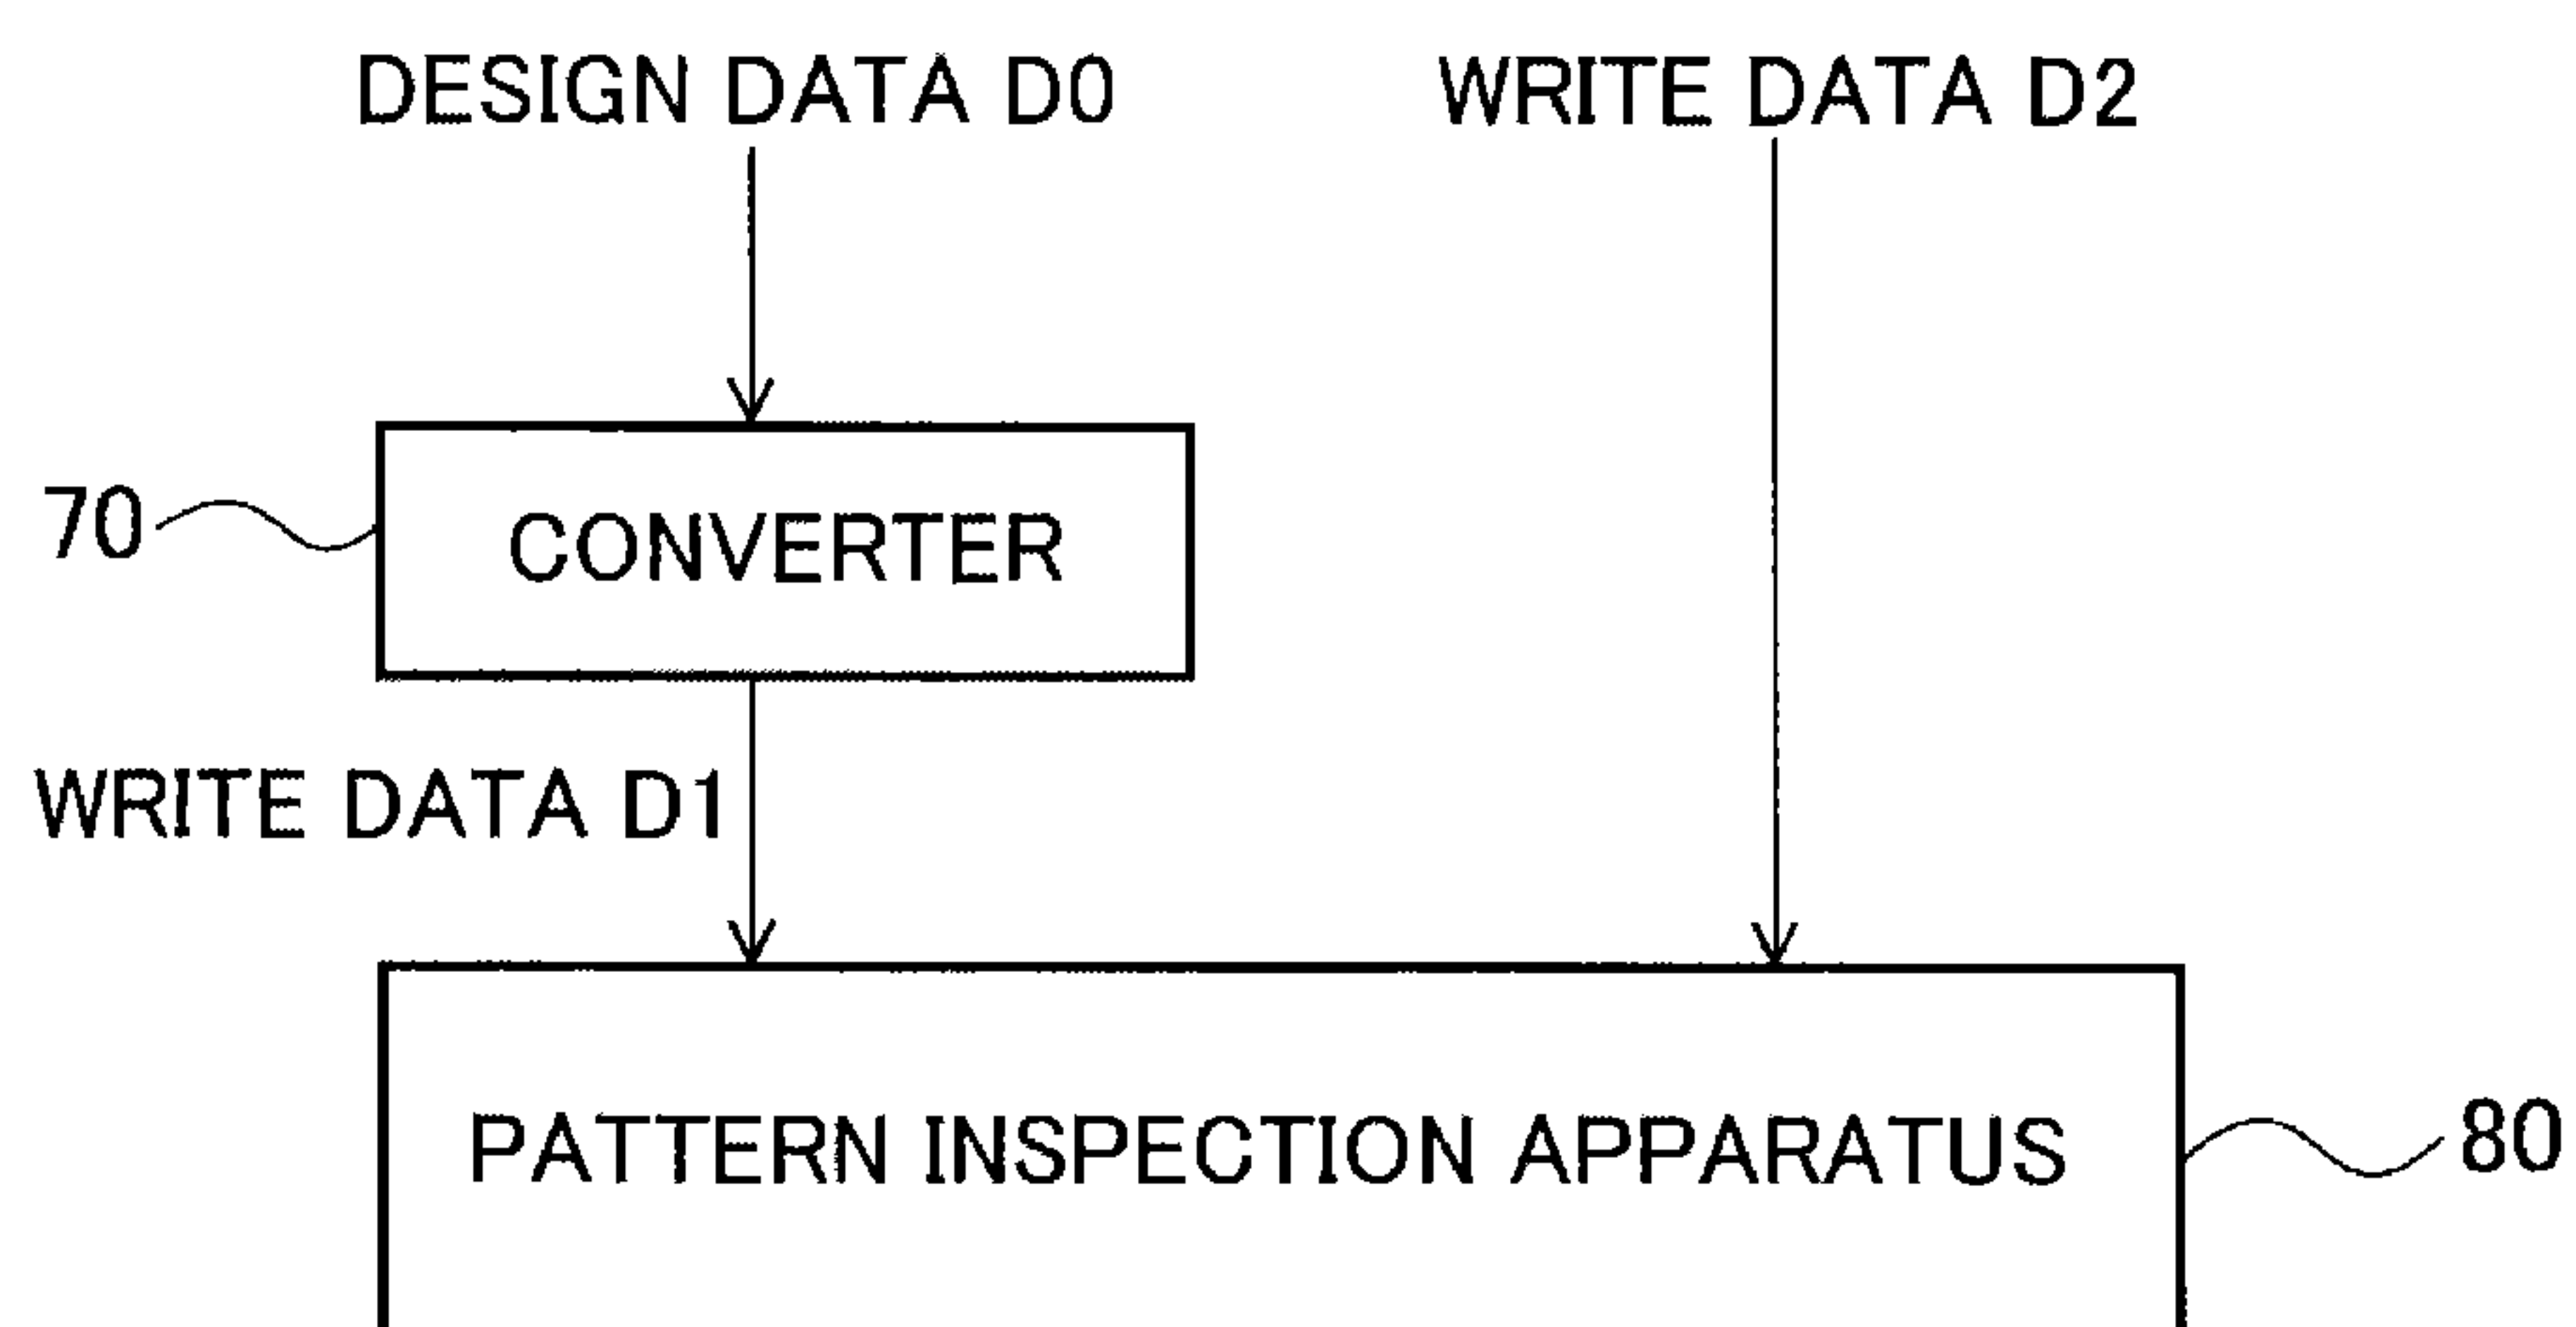 DESIGN DATA D0
WRITE DATA D2
70
CONVERTER
WRITE DATA D1
PATTERN INSPECTION APPARATUS
80